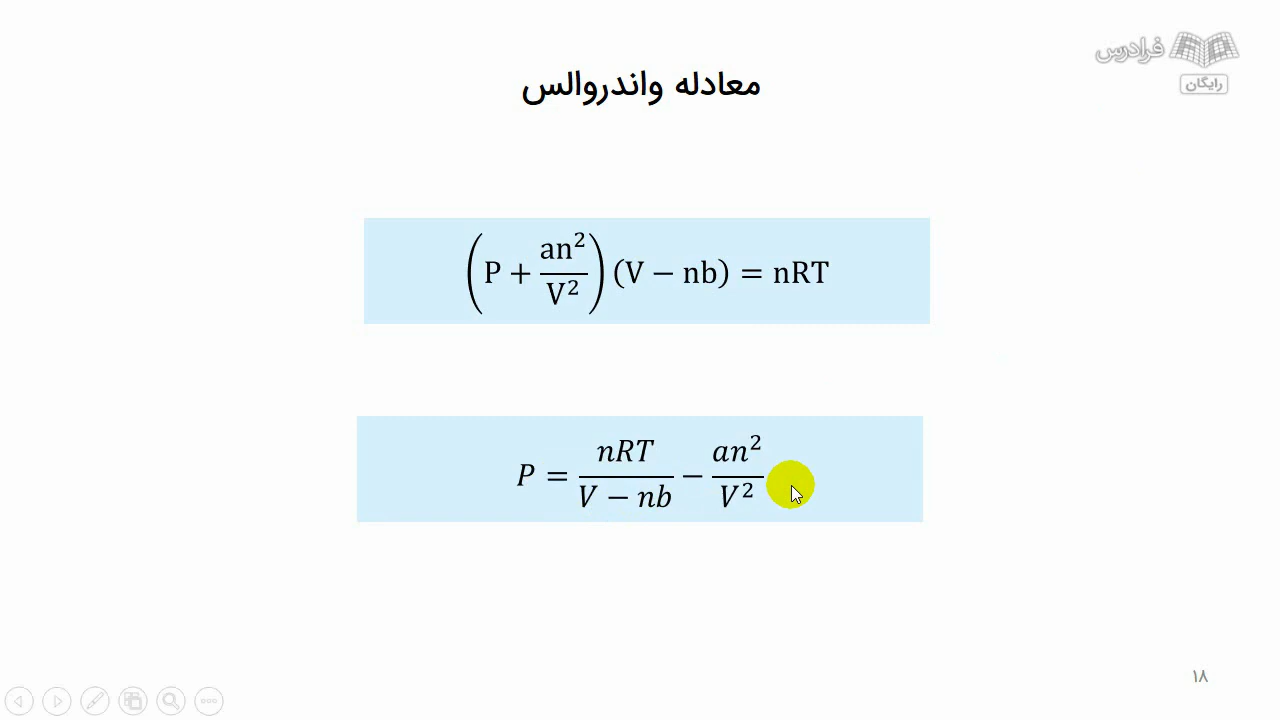 فرادرس
رایگان
معادله واندروالس
(P + an²/V²) (V − nb) = nRT
P = nRT/(V − nb) − an²/V²
۱۸